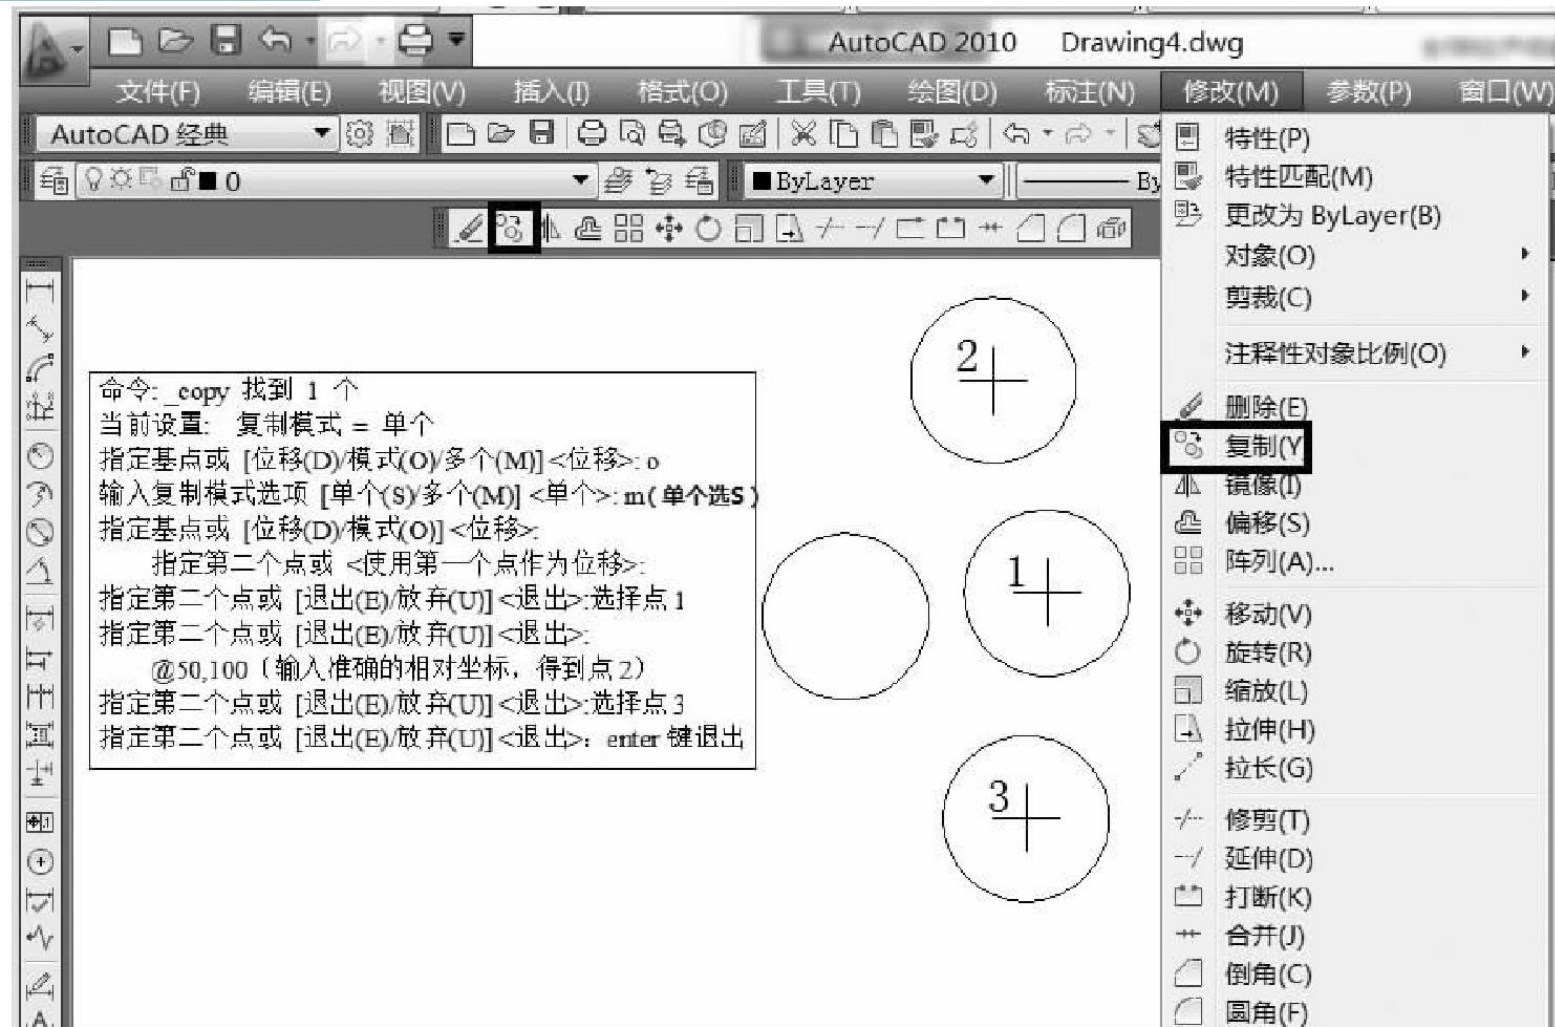 AutoCAD 2010 Drawing4.dwg
文件(F) 编辑(E) 视图(V) 插入(I) 格式(O) 工具(T) 绘图(D) 标注(N) 修改(M) 参数(P) 窗口(W)
AutoCAD 经典
0 ByLayer By
特性(P)
特性匹配(M)
更改为 ByLayer(B)
对象(O)
剪裁(C)
注释性对象比例(O)
删除(E)
复制(Y
镜像(I)
偏移(S)
阵列(A)...
移动(V)
旋转(R)
缩放(L)
拉伸(H)
拉长(G)
修剪(T)
延伸(D)
打断(K)
合并(J)
倒角(C)
圆角(F)
命令: _copy 找到 1 个
当前设置: 复制模式 = 单个
指定基点或 [位移(D)/模式(O)/多个(M)] <位移>: o
输入复制模式选项 [单个(S)/多个(M)] <单个>: m(单个选S)
指定基点或 [位移(D)/模式(O)] <位移>:
指定第二个点或 <使用第一个点作为位移>:
指定第二个点或 [退出(E)/放弃(U)] <退出>:选择点 1
指定第二个点或 [退出(E)/放弃(U)] <退出>:
@50,100（输入准确的相对坐标，得到点 2）
指定第二个点或 [退出(E)/放弃(U)] <退出>:选择点 3
指定第二个点或 [退出(E)/放弃(U)] <退出>：enter 键退出
2
1
3